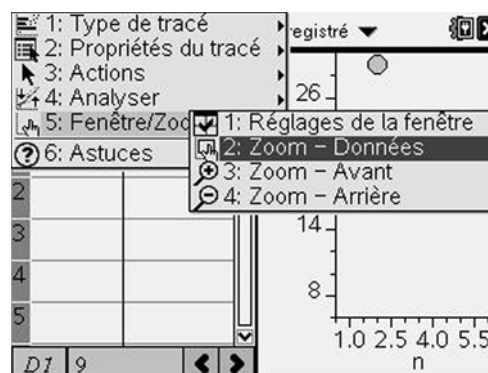 1: Type de tracé
2: Propriétés du tracé
3: Actions
4: Analyser
5: Fenêtre/Zoo
6: Astuces
egistré
1: Réglages de la fenêtre
2: Zoom – Données
3: Zoom – Avant
4: Zoom – Arrière
26
14
8
1.0 2.5 4.0 5.5
n
2
3
4
5
D1 9